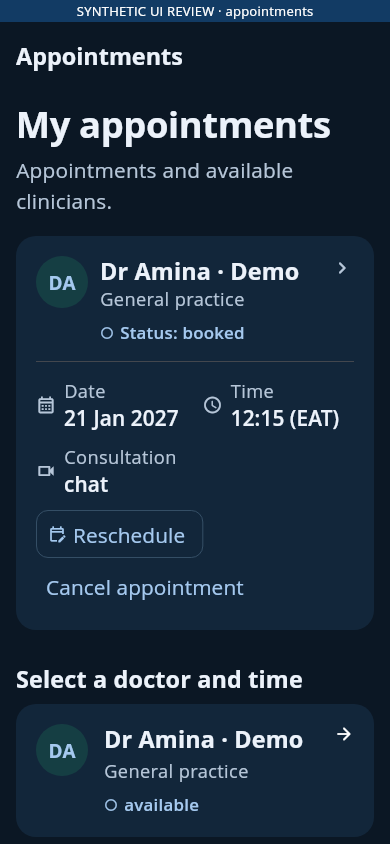 SYNTHETIC UI REVIEW · appointments
Appointments
My appointments
Appointments and available
clinicians.
DA
Dr Amina · Demo
General practice
Status: booked
Date
21 Jan 2027
Time
12:15 (EAT)
Consultation
chat
Reschedule
Cancel appointment
Select a doctor and time
DA
Dr Amina · Demo
General practice
available